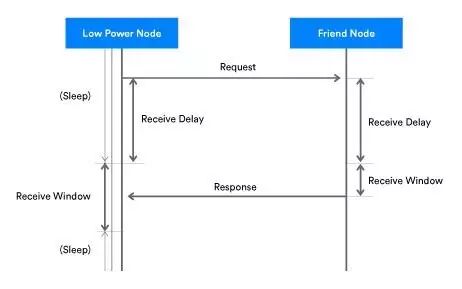 Low Power Node
Friend Node
Request
(Sleep)
Receive Delay
Receive Delay
Receive Window
Response
Receive Window
(Sleep)